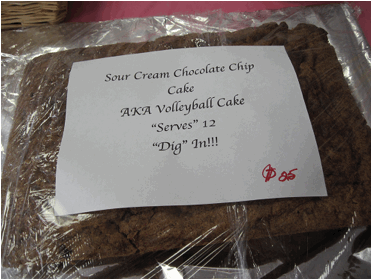 Sour Cream Chocolate Chip
Cake
AKA Volleyball Cake
“Serves” 12
“Dig” In!!!